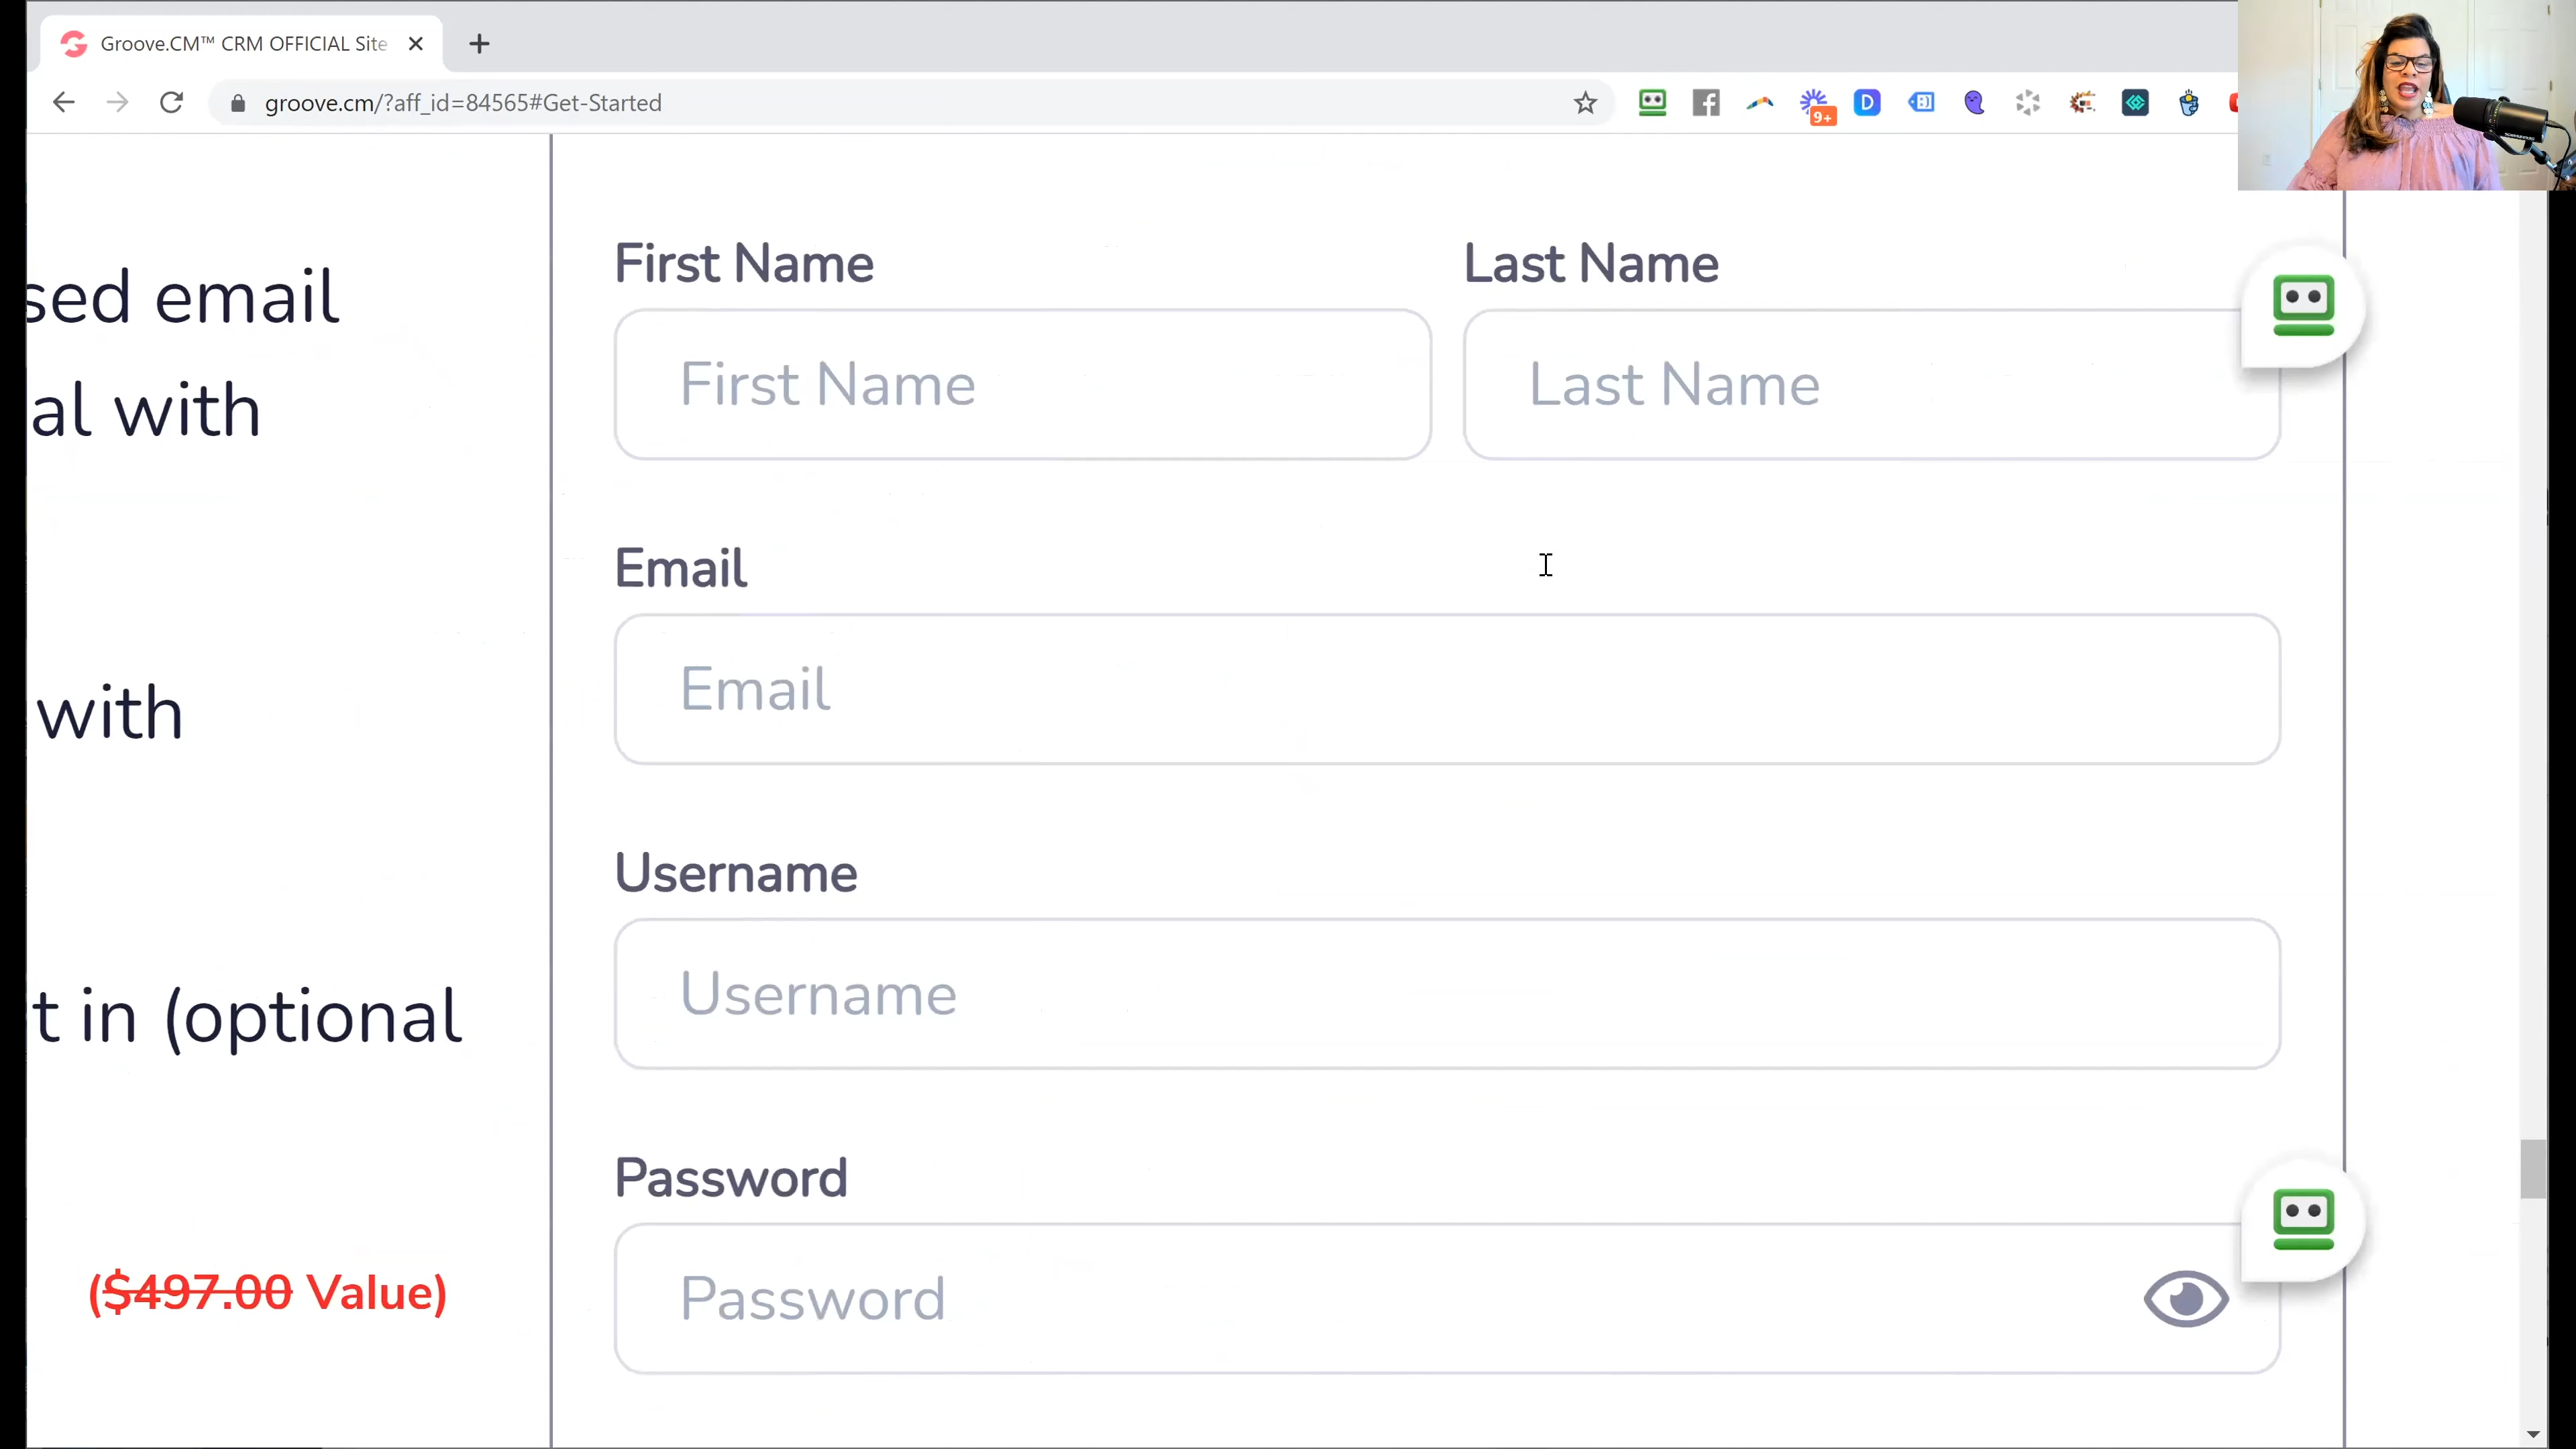 Groove.CM™ CRM OFFICIAL Site
groove.cm/?aff_id=84565#Get-Started
9+
D
sed email
al with
with
t in (optional
($497.00 Value)
First Name
Last Name
First Name
Last Name
Email
Email
Username
Username
Password
Password